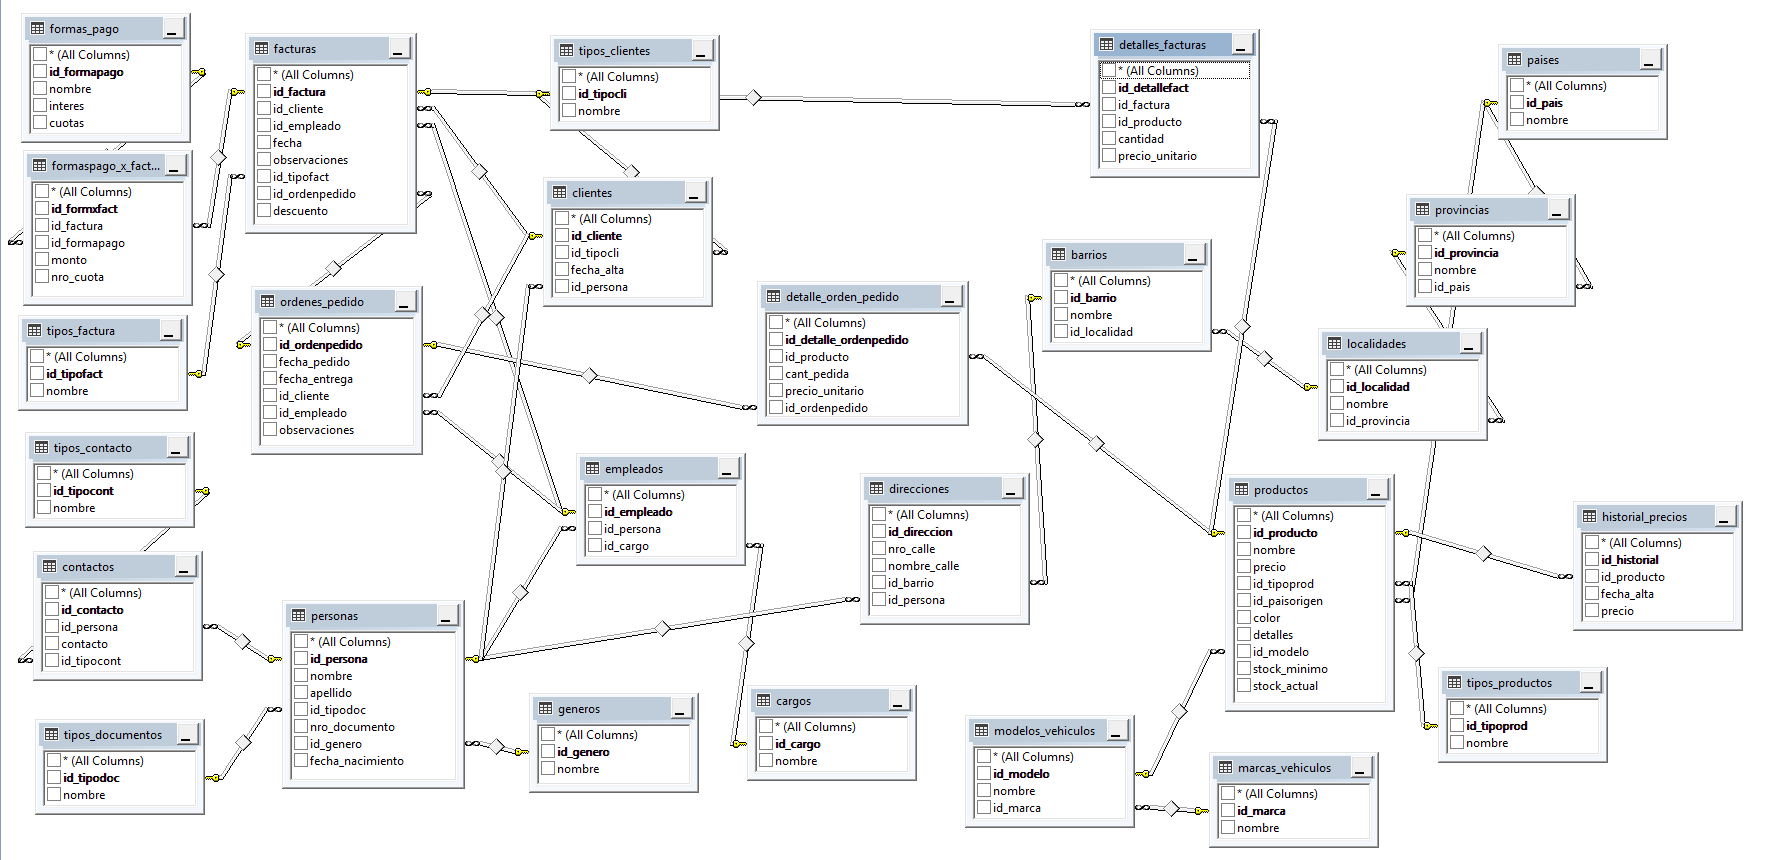 formas_pago
* (All Columns)
id_formapago
nombre
interes
cuotas
formaspago_x_fact...
* (All Columns)
id_formxfact
id_factura
id_formapago
monto
nro_cuota
tipos_factura
* (All Columns)
id_tipofact
nombre
tipos_contacto
* (All Columns)
id_tipocont
nombre
contactos
* (All Columns)
id_contacto
id_persona
contacto
id_tipocont
tipos_documentos
* (All Columns)
id_tipodoc
nombre
facturas
* (All Columns)
id_factura
id_cliente
id_empleado
fecha
observaciones
id_tipofact
id_ordenpedido
descuento
ordenes_pedido
* (All Columns)
id_ordenpedido
fecha_pedido
fecha_entrega
id_cliente
id_empleado
observaciones
personas
* (All Columns)
id_persona
nombre
apellido
id_tipodoc
nro_documento
id_genero
fecha_nacimiento
tipos_clientes
* (All Columns)
id_tipocli
nombre
clientes
* (All Columns)
id_cliente
id_tipocli
fecha_alta
id_persona
empleados
* (All Columns)
id_empleado
id_persona
id_cargo
generos
* (All Columns)
id_genero
nombre
detalle_orden_pedido
* (All Columns)
id_detalle_ordenpedido
id_producto
cant_pedida
precio_unitario
id_ordenpedido
cargos
* (All Columns)
id_cargo
nombre
direcciones
* (All Columns)
id_direccion
nro_calle
nombre_calle
id_barrio
id_persona
detalles_facturas
* (All Columns)
id_detallefact
id_factura
id_producto
cantidad
precio_unitario
barrios
* (All Columns)
id_barrio
nombre
id_localidad
modelos_vehiculos
* (All Columns)
id_modelo
nombre
id_marca
productos
* (All Columns)
id_producto
nombre
precio
id_tipoprod
id_paisorigen
color
detalles
id_modelo
stock_minimo
stock_actual
marcas_vehiculos
* (All Columns)
id_marca
nombre
paises
* (All Columns)
id_pais
nombre
provincias
* (All Columns)
id_provincia
nombre
id_pais
localidades
* (All Columns)
id_localidad
nombre
id_provincia
historial_precios
* (All Columns)
id_historial
id_producto
fecha_alta
precio
tipos_productos
* (All Columns)
id_tipoprod
nombre